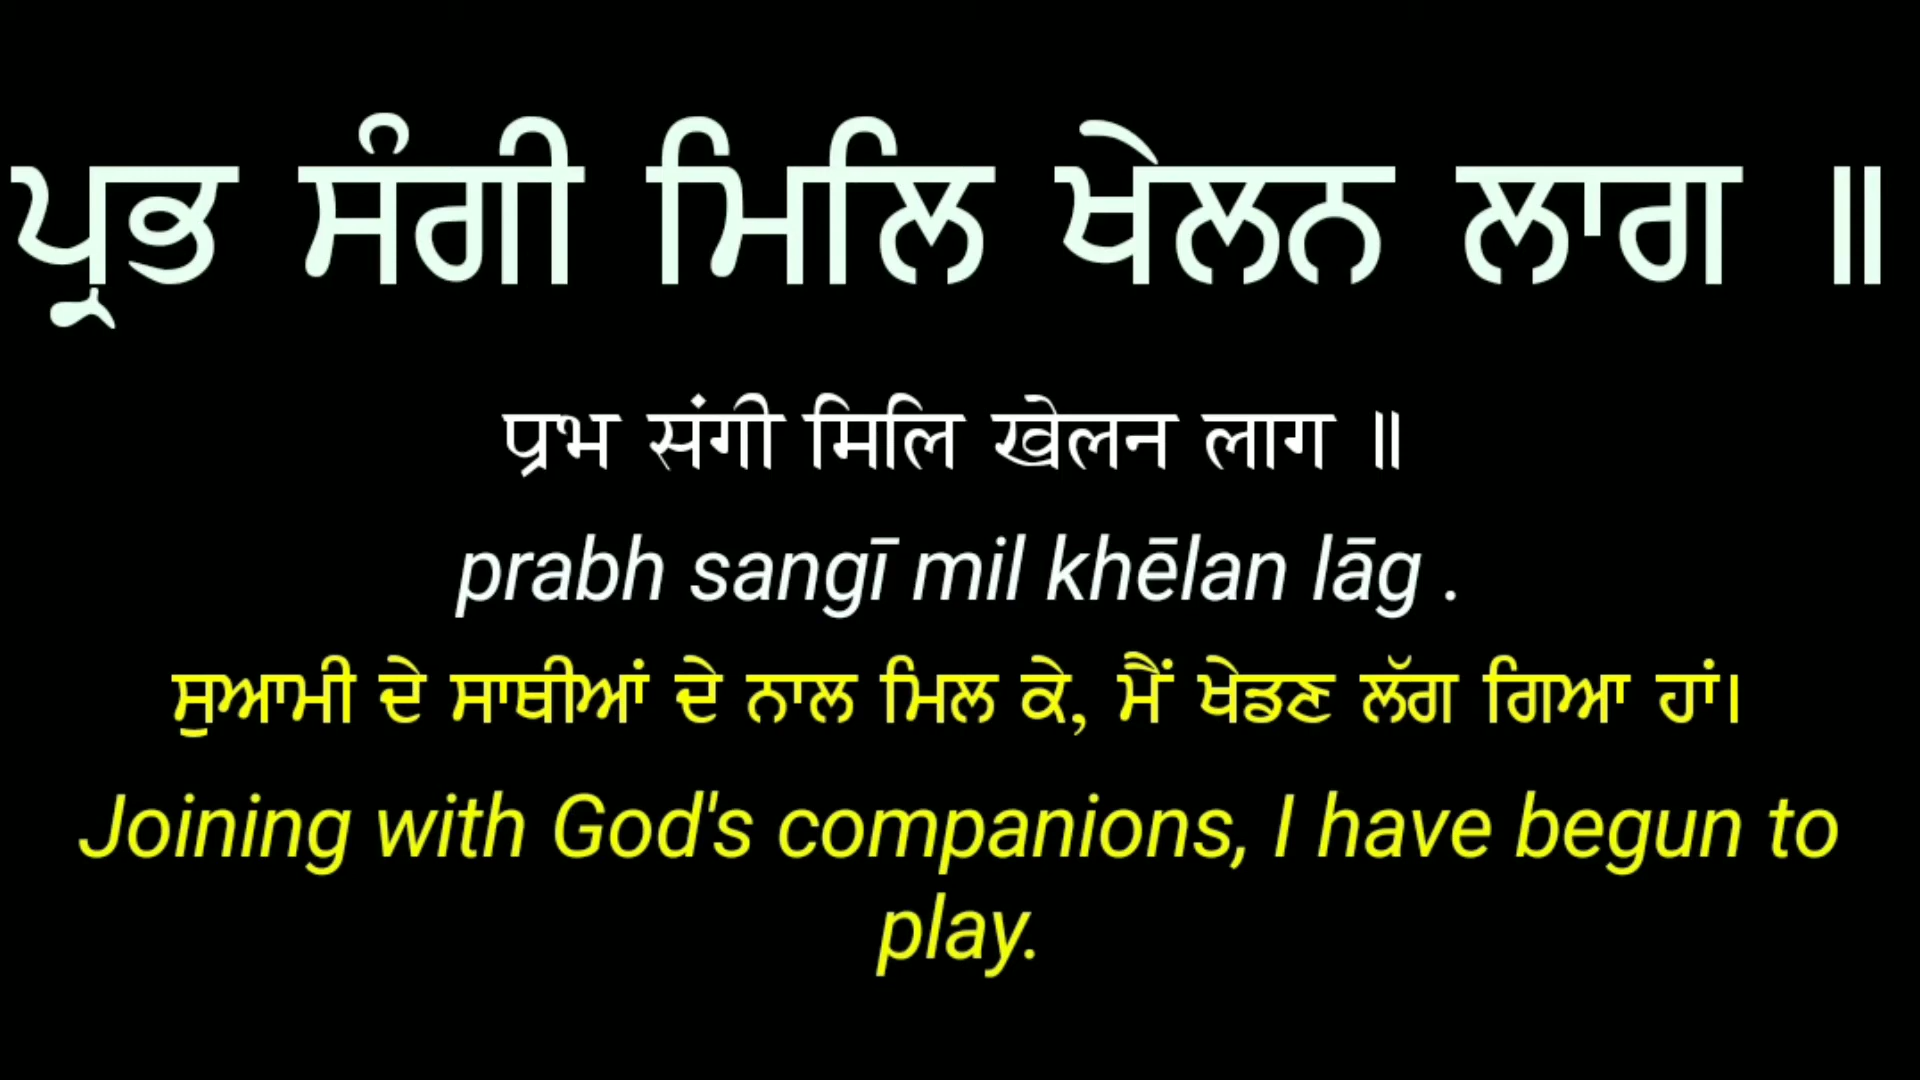 ਪ੍ਰਭ ਸੰਗੀ ਮਿਲਿ ਖੇਲਨ ਲਾਗ ॥
प्रभ संगी मिलि खेलन लाग ॥
prabh sangī mil khēlan lāg .
ਸੁਆਮੀ ਦੇ ਸਾਥੀਆਂ ਦੇ ਨਾਲ ਮਿਲ ਕੇ, ਮੈਂ ਖੇਡਣ ਲੱਗ ਗਿਆ ਹਾਂ।
Joining with God's companions, I have begun to
play.